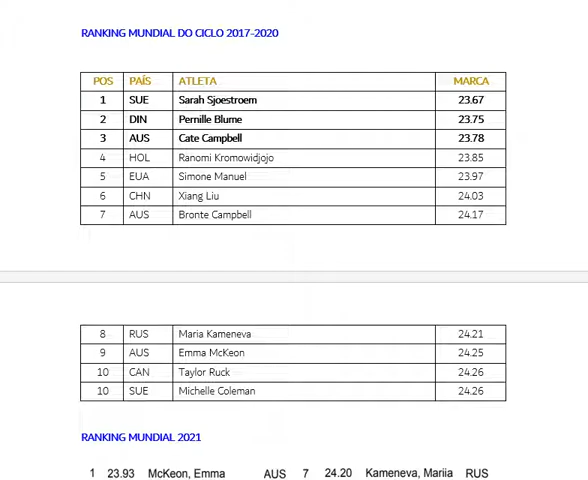 RANKING MUNDIAL DO CICLO 2017-2020
POS PAÍS ATLETA MARCA
1 SUE Sarah Sjoestroem 23.67
2 DIN Pernille Blume 23.75
3 AUS Cate Campbell 23.78
4 HOL Ranomi Kromowidjojo 23.85
5 EUA Simone Manuel 23.97
6 CHN Xiang Liu 24.03
7 AUS Bronte Campbell 24.17
8 RUS Maria Kameneva 24.21
9 AUS Emma McKeon 24.25
10 CAN Taylor Ruck 24.26
10 SUE Michelle Coleman 24.26
RANKING MUNDIAL 2021
1 23.93 McKeon, Emma AUS 7 24.20 Kameneva, Mariia RUS